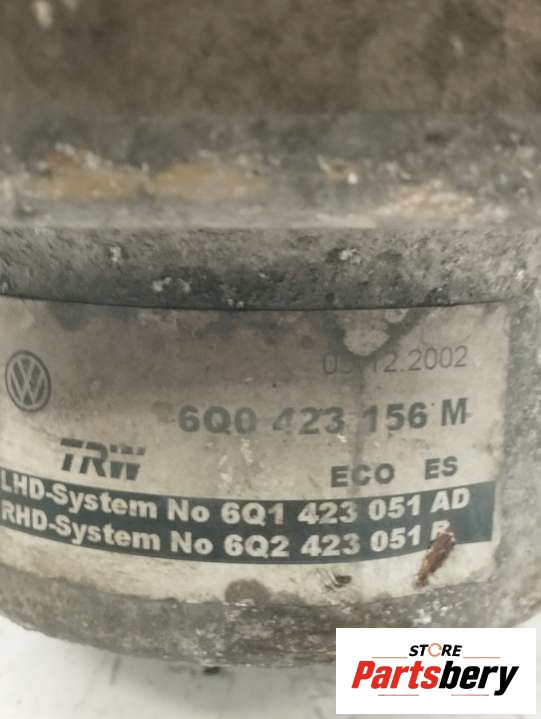 12.2002
6Q0 423 156 M
TRW
ECO ES
LHD-System No 6Q1 423 051 AD
RHD-System No 6Q2 423 051
STORE
Partsbery